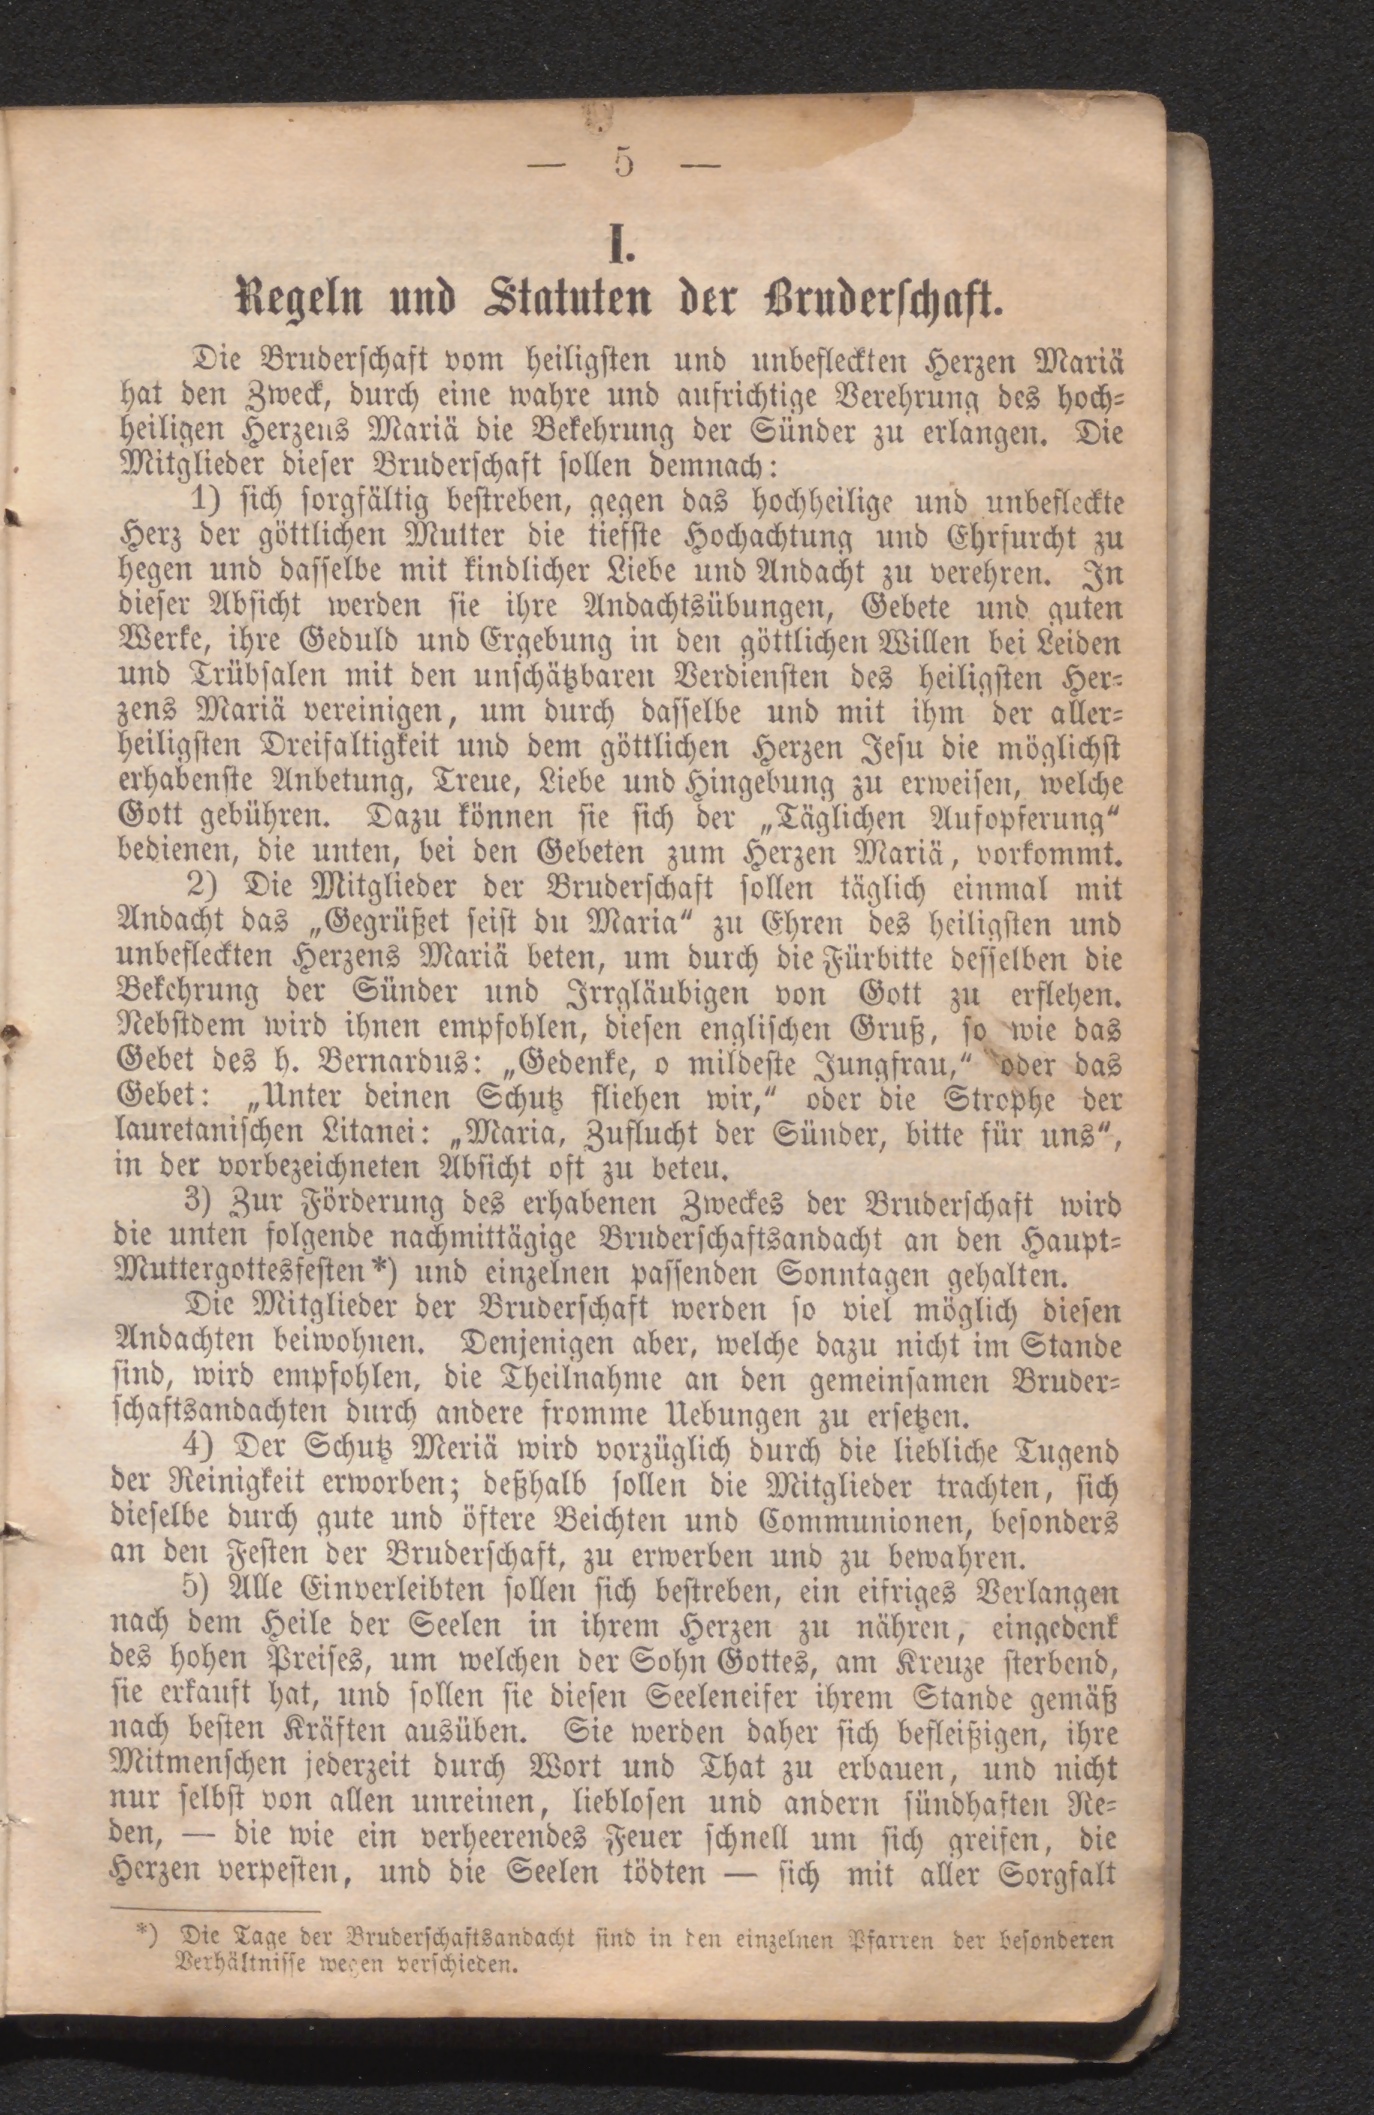 — 5 —
I.
Regeln und Statuten der Bruderschaft.
Die Bruderschaft vom heiligsten und unbefleckten Herzen Mariä
hat den Zweck, durch eine wahre und aufrichtige Verehrung des hoch-
heiligen Herzens Mariä die Bekehrung der Sünder zu erlangen. Die
Mitglieder dieser Bruderschaft sollen demnach:
1) sich sorgfältig bestreben, gegen das hochheilige und unbefleckte
Herz der göttlichen Mutter die tiefste Hochachtung und Ehrfurcht zu
hegen und dasselbe mit kindlicher Liebe und Andacht zu verehren. In
dieser Absicht werden sie ihre Andachtsübungen, Gebete und guten
Werke, ihre Geduld und Ergebung in den göttlichen Willen bei Leiden
und Trübsalen mit den unschätzbaren Verdiensten des heiligsten Her-
zens Mariä vereinigen, um durch dasselbe und mit ihm der aller-
heiligsten Dreifaltigkeit und dem göttlichen Herzen Jesu die möglichst
erhabenste Anbetung, Treue, Liebe und Hingebung zu erweisen, welche
Gott gebühren. Dazu können sie sich der „Täglichen Aufopferung“
bedienen, die unten, bei den Gebeten zum Herzen Mariä, vorkommt.
2) Die Mitglieder der Bruderschaft sollen täglich einmal mit
Andacht das „Gegrüßet seist du Maria“ zu Ehren des heiligsten und
unbefleckten Herzens Mariä beten, um durch die Fürbitte desselben die
Bekehrung der Sünder und Irrgläubigen von Gott zu erflehen.
Nebstdem wird ihnen empfohlen, diesen englischen Gruß, so wie das
Gebet des h. Bernardus: „Gedenke, o mildeste Jungfrau,“ oder das
Gebet: „Unter deinen Schutz fliehen wir,“ oder die Strophe der
lauretanischen Litanei: „Maria, Zuflucht der Sünder, bitte für uns“,
in der vorbezeichneten Absicht oft zu beten.
3) Zur Förderung des erhabenen Zweckes der Bruderschaft wird
die unten folgende nachmittägige Bruderschaftsandacht an den Haupt-
Muttergottesfesten*) und einzelnen passenden Sonntagen gehalten.
Die Mitglieder der Bruderschaft werden so viel möglich diesen
Andachten beiwohnen. Denjenigen aber, welche dazu nicht im Stande
sind, wird empfohlen, die Theilnahme an den gemeinsamen Bruder-
schaftsandachten durch andere fromme Uebungen zu ersetzen.
4) Der Schutz Meriä wird vorzüglich durch die liebliche Tugend
der Reinigkeit erworben; deßhalb sollen die Mitglieder trachten, sich
dieselbe durch gute und öftere Beichten und Communionen, besonders
an den Festen der Bruderschaft, zu erwerben und zu bewahren.
5) Alle Einverleibten sollen sich bestreben, ein eifriges Verlangen
nach dem Heile der Seelen in ihrem Herzen zu nähren, eingedenk
des hohen Preises, um welchen der Sohn Gottes, am Kreuze sterbend,
sie erkauft hat, und sollen sie diesen Seeleneifer ihrem Stande gemäß
nach besten Kräften ausüben. Sie werden daher sich befleißigen, ihre
Mitmenschen jederzeit durch Wort und That zu erbauen, und nicht
nur selbst von allen unreinen, lieblosen und andern sündhaften Re-
den, — die wie ein verheerendes Feuer schnell um sich greifen, die
Herzen verpesten, und die Seelen tödten — sich mit aller Sorgfalt
*) Die Tage der Bruderschaftsandacht sind in den einzelnen Pfarren der besonderen
Verhältnisse wegen verschieden.